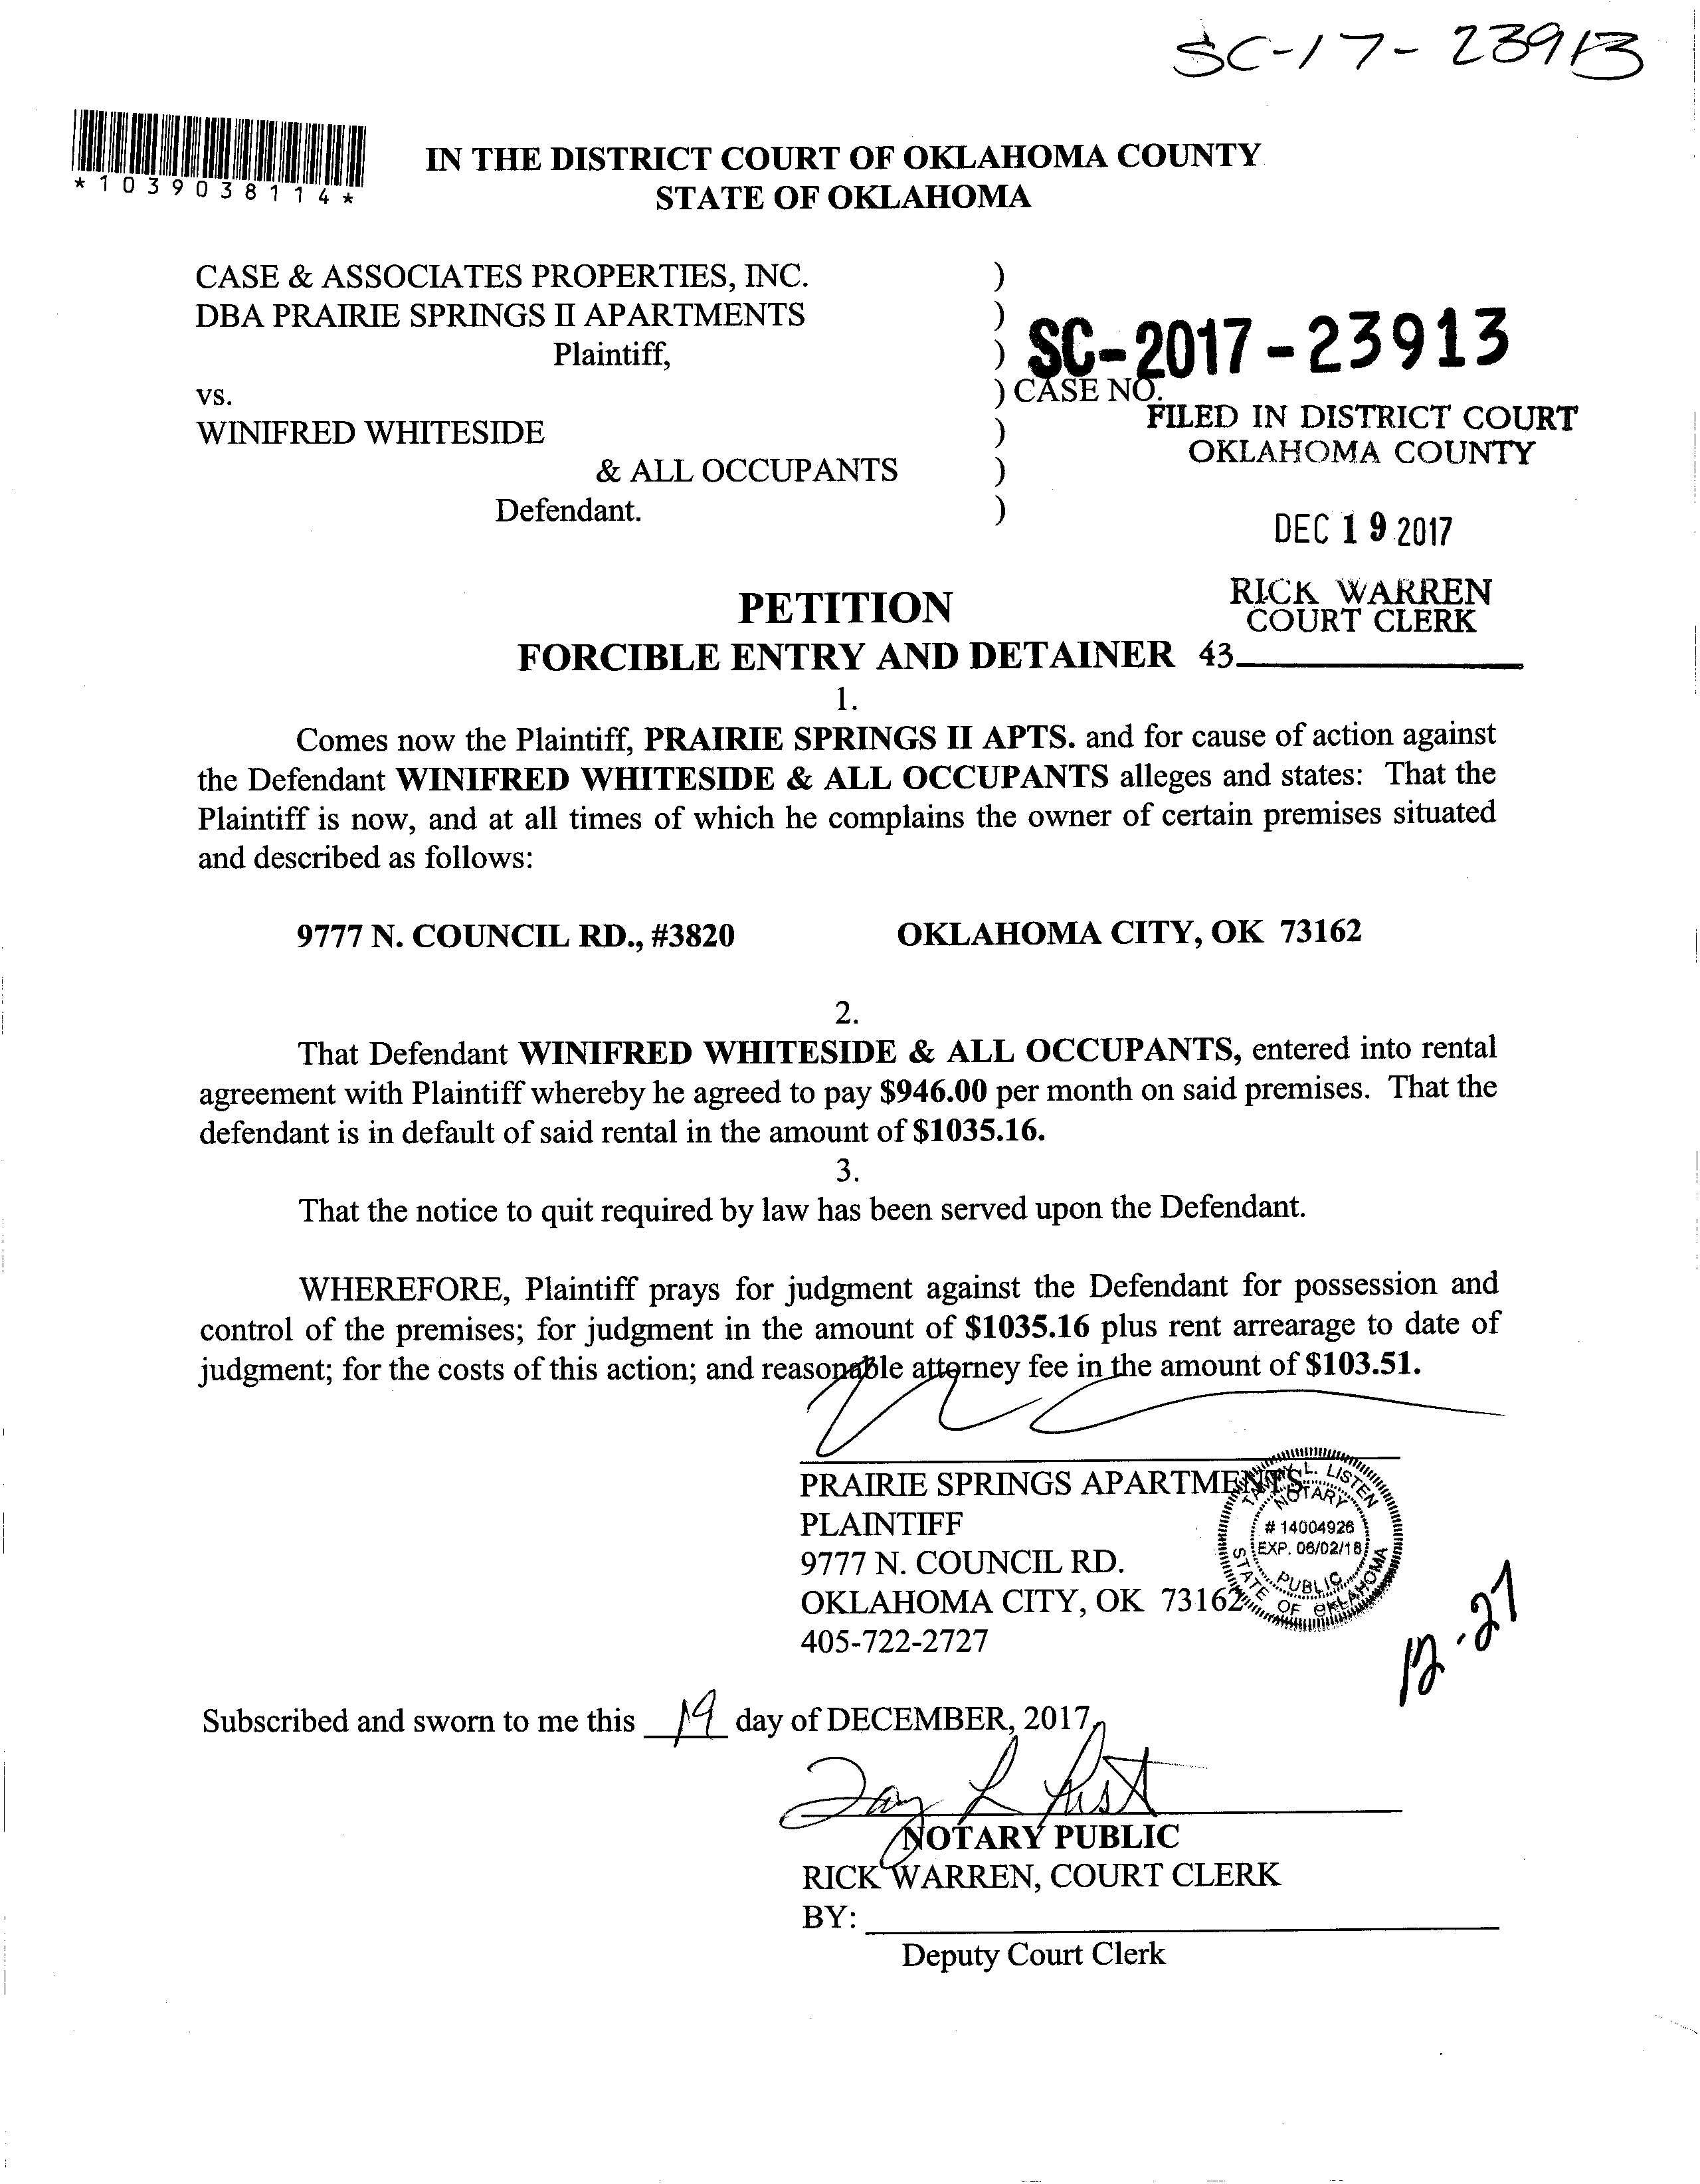 SC-17-23913
*1039038114*
IN THE DISTRICT COURT OF OKLAHOMA COUNTY
STATE OF OKLAHOMA
CASE & ASSOCIATES PROPERTIES, INC. )
DBA PRAIRIE SPRINGS II APARTMENTS )
Plaintiff, ) SC-2017-23913
vs. ) CASE NO.
WINIFRED WHITESIDE )
FILED IN DISTRICT COURT
OKLAHOMA COUNTY
& ALL OCCUPANTS )
Defendant. )
DEC 19 2017
RICK WARREN
COURT CLERK
PETITION
FORCIBLE ENTRY AND DETAINER 43
1.
Comes now the Plaintiff, PRAIRIE SPRINGS II APTS. and for cause of action against
the Defendant WINIFRED WHITESIDE & ALL OCCUPANTS alleges and states: That the
Plaintiff is now, and at all times of which he complains the owner of certain premises situated
and described as follows:
9777 N. COUNCIL RD., #3820 OKLAHOMA CITY, OK 73162
2.
That Defendant WINIFRED WHITESIDE & ALL OCCUPANTS, entered into rental
agreement with Plaintiff whereby he agreed to pay $946.00 per month on said premises. That the
defendant is in default of said rental in the amount of $1035.16.
3.
That the notice to quit required by law has been served upon the Defendant.
WHEREFORE, Plaintiff prays for judgment against the Defendant for possession and
control of the premises; for judgment in the amount of $1035.16 plus rent arrearage to date of
judgment; for the costs of this action; and reasonable attorney fee in the amount of $103.51.
PRAIRIE SPRINGS APARTMENTS
PLAINTIFF
9777 N. COUNCIL RD.
OKLAHOMA CITY, OK 73162
405-722-2727
L. LISTEN
NOTARY
# 14004926
EXP. 06/02/18
PUBLIC
STATE OF OKLAHOMA
12-27
Subscribed and sworn to me this 19 day of DECEMBER, 2017,
NOTARY PUBLIC
RICK WARREN, COURT CLERK
BY:
Deputy Court Clerk